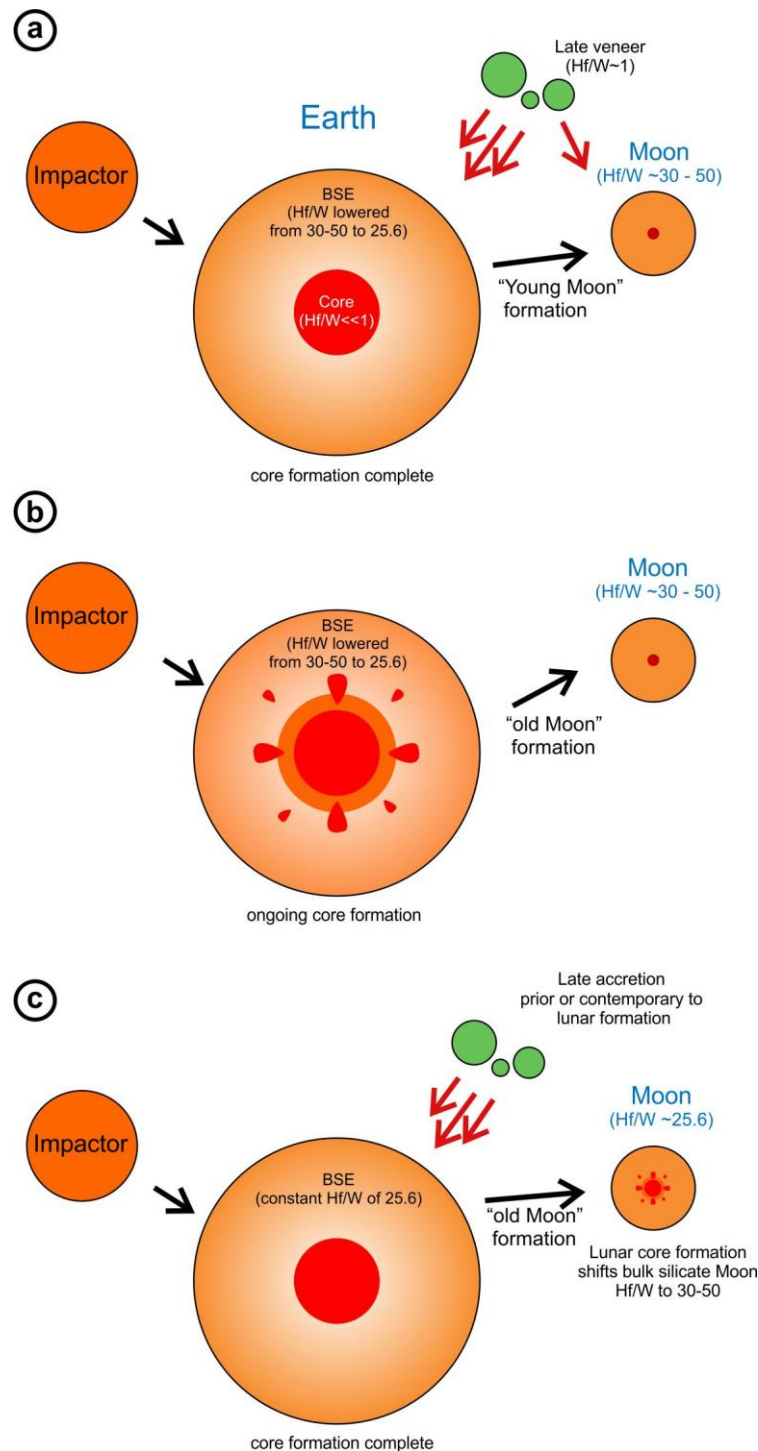 a
Late veneer
(Hf/W~1)
Earth
Impactor
Moon
(Hf/W ~30 - 50)
BSE
(Hf/W lowered
from 30-50 to 25.6)
Core
(Hf/W<<1)
“Young Moon”
formation
core formation complete
b
Impactor
Moon
(Hf/W ~30 - 50)
BSE
(Hf/W lowered
from 30-50 to 25.6)
“old Moon”
formation
ongoing core formation
c
Late accretion
prior or contemporary to
lunar formation
Impactor
Moon
(Hf/W ~25.6)
BSE
(constant Hf/W of 25.6)
“old Moon”
formation
Lunar core formation
shifts bulk silicate Moon
Hf/W to 30-50
core formation complete